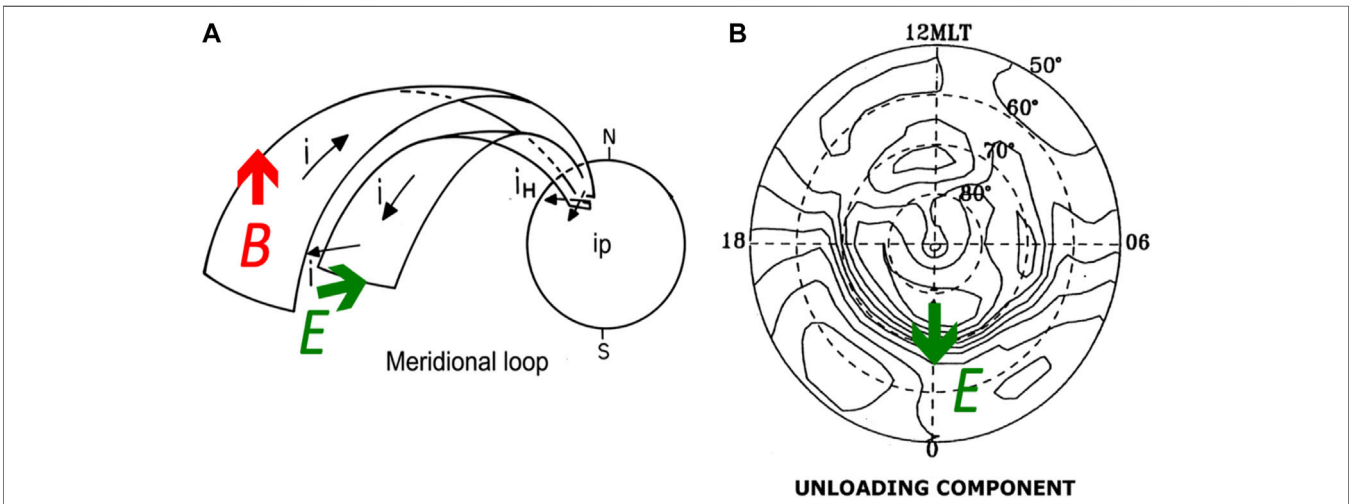 A
N
i
i
iH
ip
B
i
E
S
Meridional loop
B
12MLT
50°
60°
70°
80°
18
06
E
0
UNLOADING COMPONENT